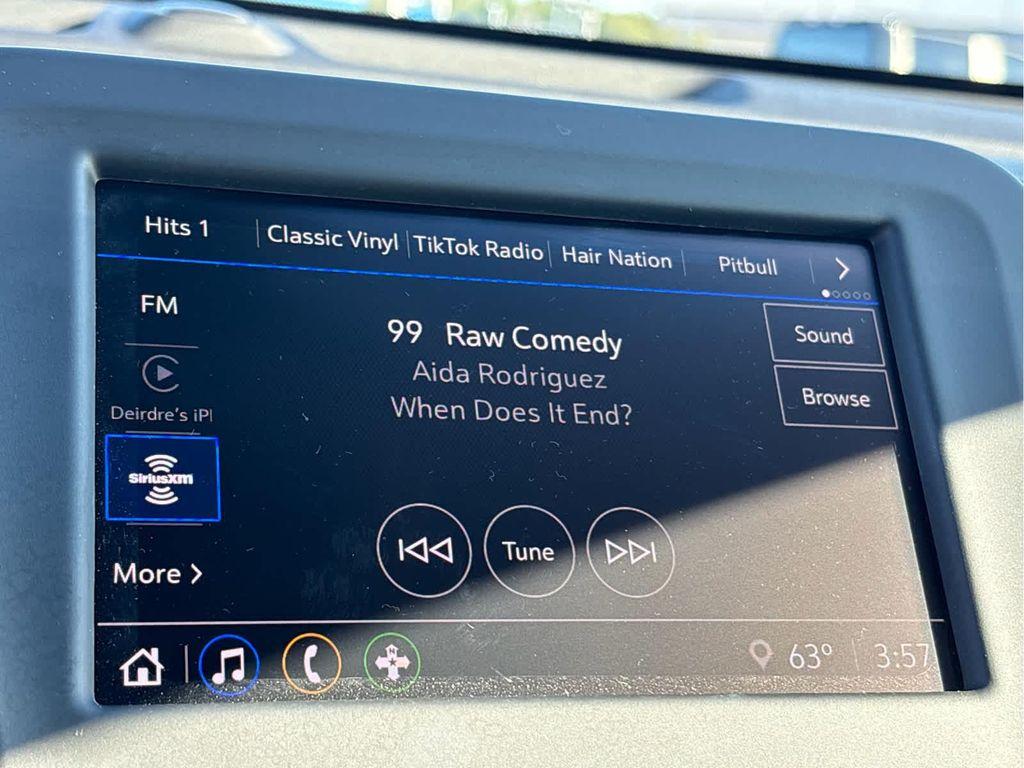 Hits 1
Classic Vinyl
TikTok Radio
Hair Nation
Pitbull
FM
Deirdre's iP
SiriusXM
More
99 Raw Comedy
Aida Rodriguez
When Does It End?
Sound
Browse
Tune
N
63°
3:57